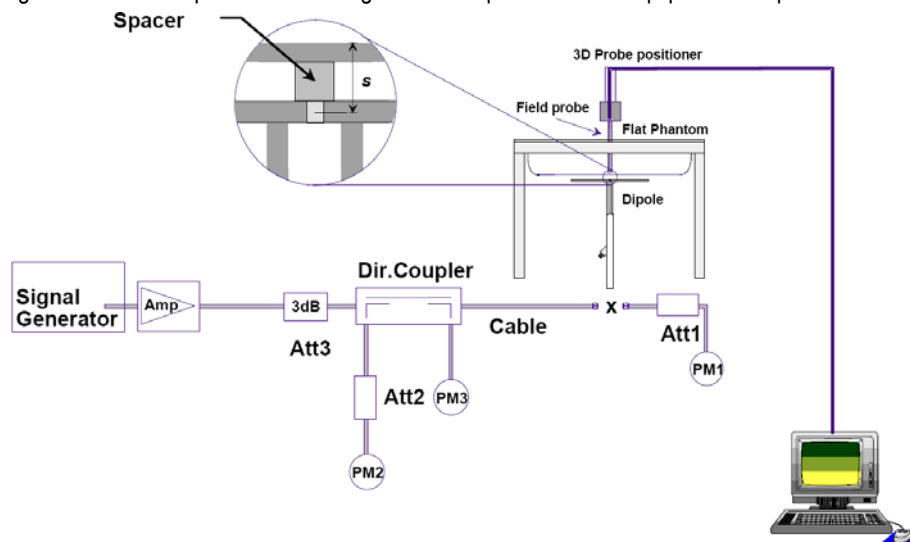 Spacer
s
3D Probe positioner
Field probe
Flat Phantom
Dipole
Dir.Coupler
Signal
Generator
Amp
3dB
Att3
Cable
x
Att1
PM1
Att2
PM3
PM2